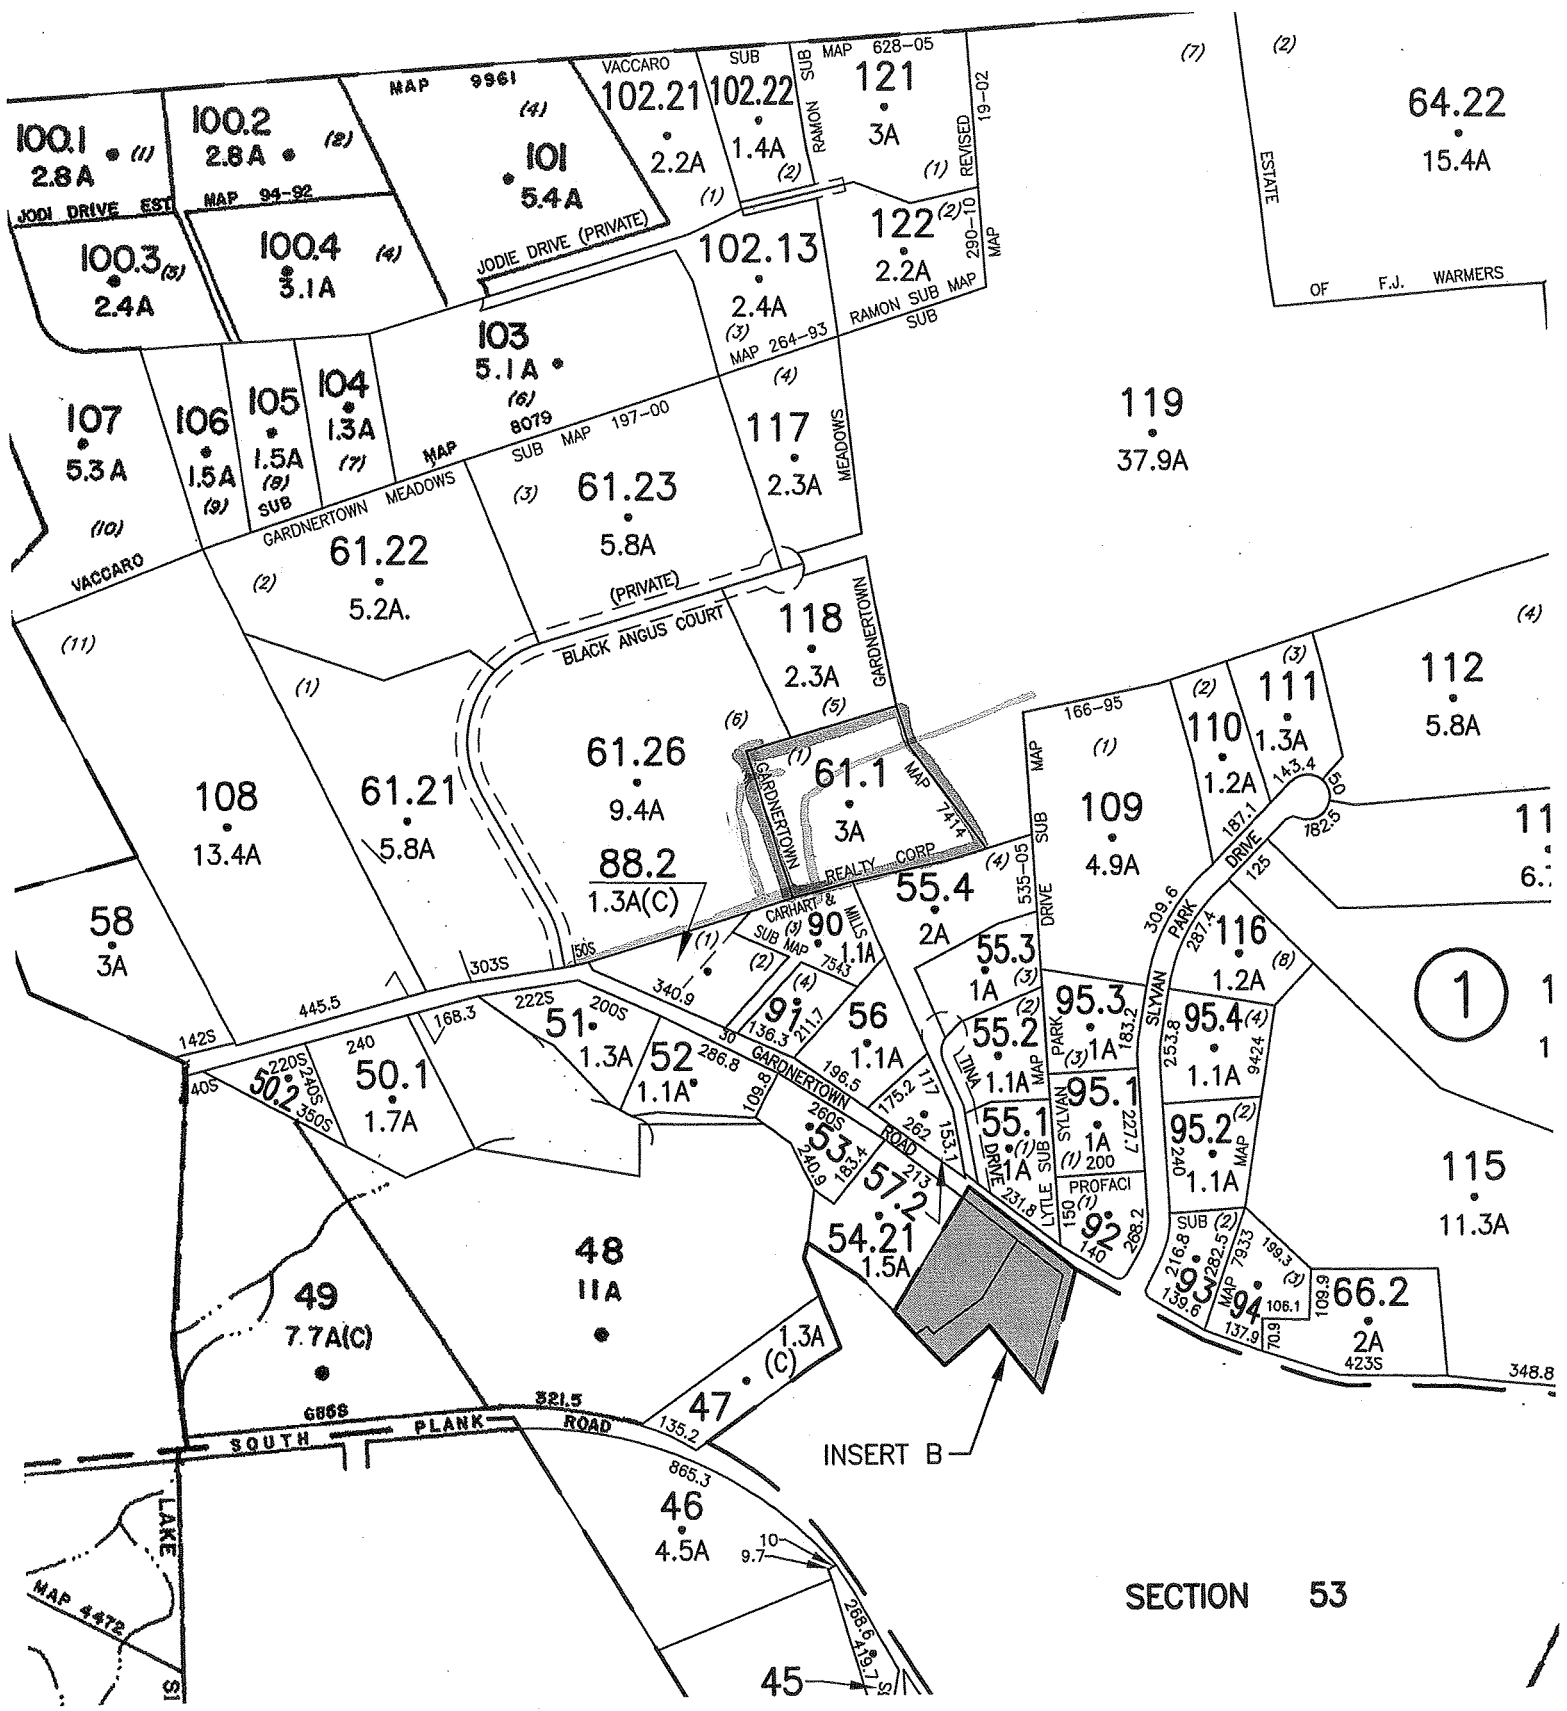 MAP 9961
VACCARO SUB
RAMON SUB MAP 628-05
REVISED 19-02
(7)
(2)
100.1
2.8A
(1)
100.2
2.8A
(2)
(4)
101
5.4A
102.21
2.2A
(1)
102.22
1.4A
(2)
121
3A
(1)
64.22
15.4A
ESTATE OF F.J. WARMERS
JODI DRIVE EST MAP 94-92
100.3
2.4A
100.4
3.1A
(4)
JODIE DRIVE (PRIVATE)
102.13
2.4A
(3)
122
(2)
2.2A
290-10
MAP
RAMON SUB MAP
MAP 264-93 SUB
103
5.1A
(6)
MAP 8079
SUB MAP 197-00
107
5.3A
(10)
106
1.5A
(9)
105
1.5A
(8)
SUB
104
1.3A
(7)
(4)
117
2.3A
MEADOWS
119
37.9A
VACCARO
GARDNERTOWN MEADOWS
61.22
5.2A.
(2)
(3)
61.23
5.8A
(PRIVATE)
BLACK ANGUS COURT
118
2.3A
(5)
GARDNERTOWN
(11)
(1)
108
13.4A
61.21
5.8A
(6)
61.26
9.4A
88.2
1.3A(C)
(1)
61.1
3A
GARDNERTOWN
MAP 7414
CARHART & REALTY CORP
MILLS
166-95
(1)
109
4.9A
MAP
SUB
DRIVE
535-05
(2)
110
1.2A
(3)
111
1.3A
(4)
112
5.8A
143.4
50
182.5
187.1
125
DRIVE
309.6
PARK
287.4
SLYVAN
11
6.
58
3A
(4)
55.4
2A
(3)
90
1.1A
SUB MAP 7543
(1)
(2)
340.9
(4)
91
136.3
211.7
55.3
1A
(3)
116
1.2A
(8)
1
303S
50S
445.5
142S
168.3
222S
200S
240
220S
40S
240S
350S
50.2
50.1
1.7A
51
1.3A
52
1.1A
286.8
30
109.8
GARDNERTOWN
ROAD
56
1.1A
196.5
117
175.2
262
153.1
TINA
DRIVE
(2)
55.2
1.1A
MAP
PARK
95.3
1A
(3)
183.2
253.8
95.4
(4)
1.1A
9424
55.1
(1)
1A
231.8
LYTLE SUB
SYLVAN
95.1
1A
(1) 200
227.7
95.2
(2)
1.1A
240
MAP
260S
53
240.9
183.4
213
57.2
54.21
1.5A
PROFACI
(1)
150
92
140
268.2
SUB (2)
216.8
93
282.5
139.6
MAP 7933
94
137.9
199.3
(3)
106.1
70.9
109.9
66.2
2A
423S
348.8
115
11.3A
49
7.7A(C)
48
11A
1.3A
(C)
47
135.2
321.5
SOUTH PLANK ROAD
865.3
INSERT B
46
4.5A
10
9.7
268.6
419.7
45
LAKE
MAP 4472
SECTION 53